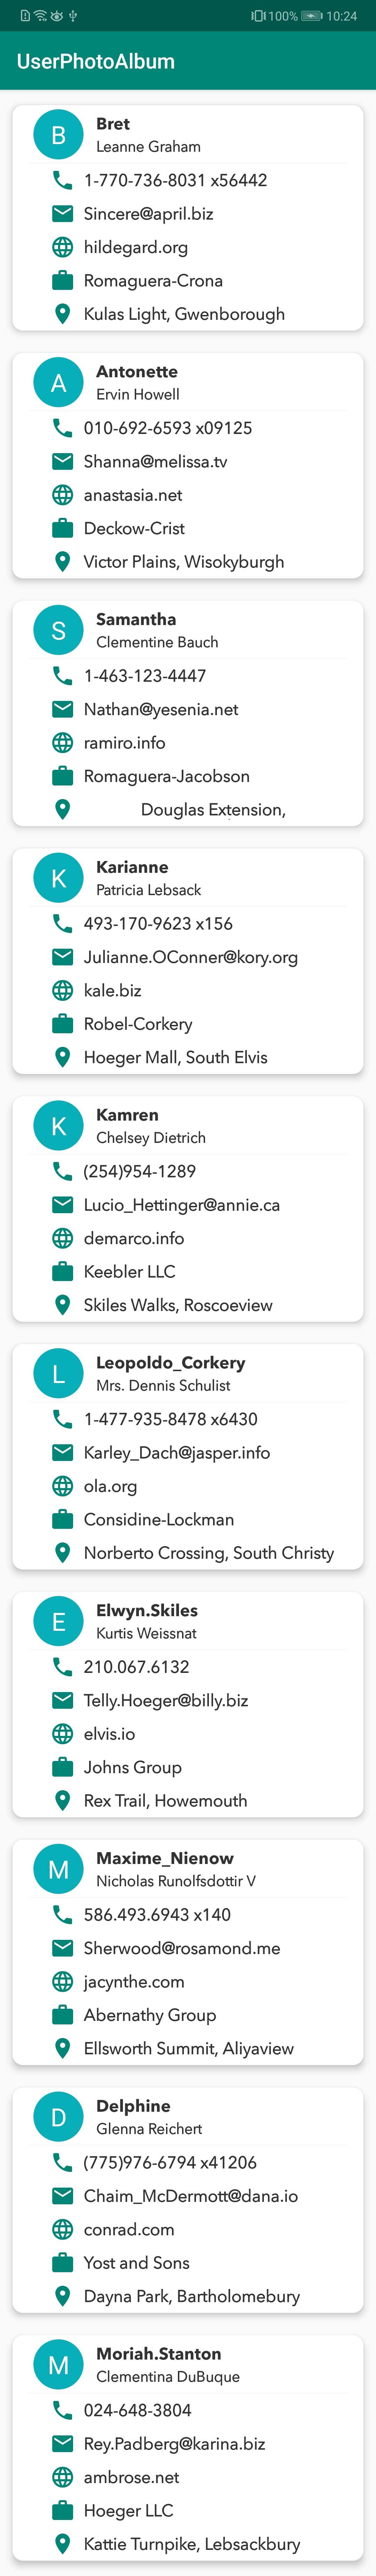 100% 10:24
UserPhotoAlbum
B
Bret
Leanne Graham
1-770-736-8031 x56442
Sincere@april.biz
hildegard.org
Romaguera-Crona
Kulas Light, Gwenborough
A
Antonette
Ervin Howell
010-692-6593 x09125
Shanna@melissa.tv
anastasia.net
Deckow-Crist
Victor Plains, Wisokyburgh
S
Samantha
Clementine Bauch
1-463-123-4447
Nathan@yesenia.net
ramiro.info
Romaguera-Jacobson
Douglas Extension,
K
Karianne
Patricia Lebsack
493-170-9623 x156
Julianne.OConner@kory.org
kale.biz
Robel-Corkery
Hoeger Mall, South Elvis
K
Kamren
Chelsey Dietrich
(254)954-1289
Lucio_Hettinger@annie.ca
demarco.info
Keebler LLC
Skiles Walks, Roscoeview
L
Leopoldo_Corkery
Mrs. Dennis Schulist
1-477-935-8478 x6430
Karley_Dach@jasper.info
ola.org
Considine-Lockman
Norberto Crossing, South Christy
E
Elwyn.Skiles
Kurtis Weissnat
210.067.6132
Telly.Hoeger@billy.biz
elvis.io
Johns Group
Rex Trail, Howemouth
M
Maxime_Nienow
Nicholas Runolfsdottir V
586.493.6943 x140
Sherwood@rosamond.me
jacynthe.com
Abernathy Group
Ellsworth Summit, Aliyaview
D
Delphine
Glenna Reichert
(775)976-6794 x41206
Chaim_McDermott@dana.io
conrad.com
Yost and Sons
Dayna Park, Bartholomebury
M
Moriah.Stanton
Clementina DuBuque
024-648-3804
Rey.Padberg@karina.biz
ambrose.net
Hoeger LLC
Kattie Turnpike, Lebsackbury